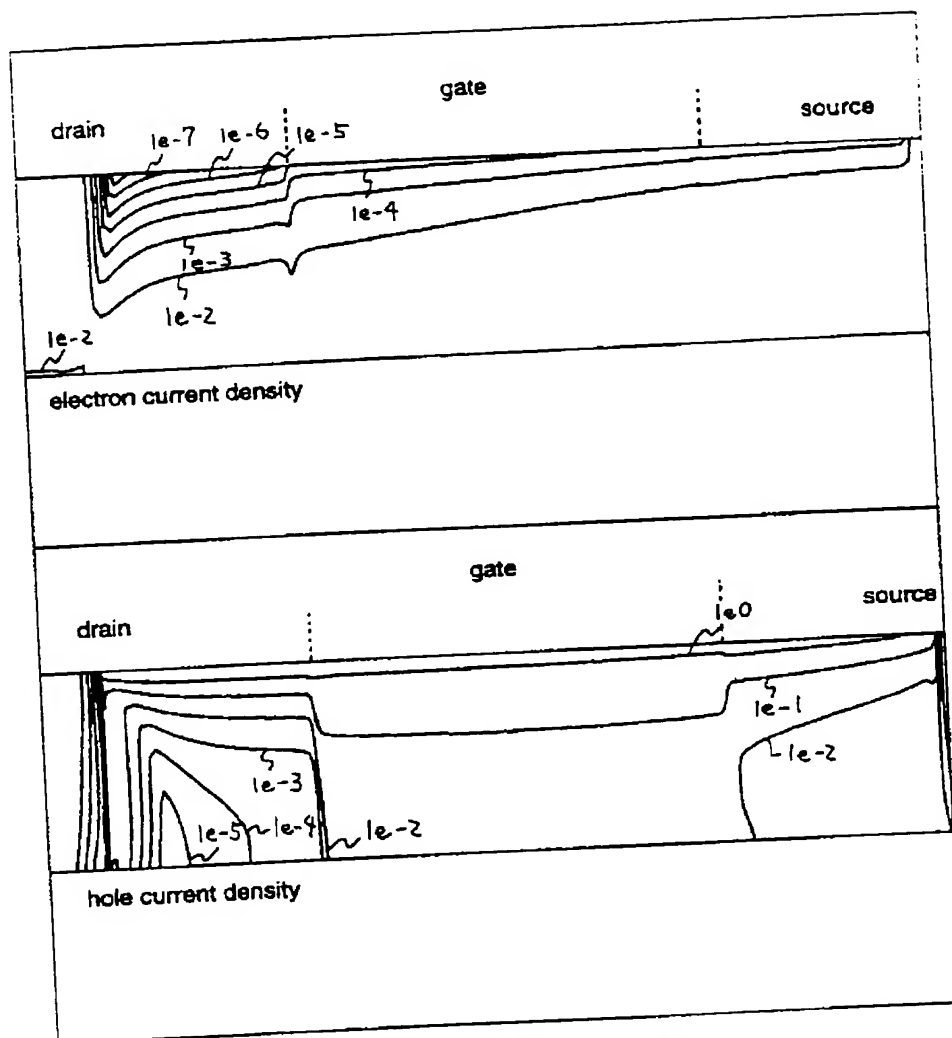 gate
drain
source
1e-7
1e-6
1e-5
1e-4
1e-3
1e-2
1e-2
electron current density
gate
drain
source
1e0
1e-1
1e-2
1e-3
1e-5
1e-4
1e-2
hole current density